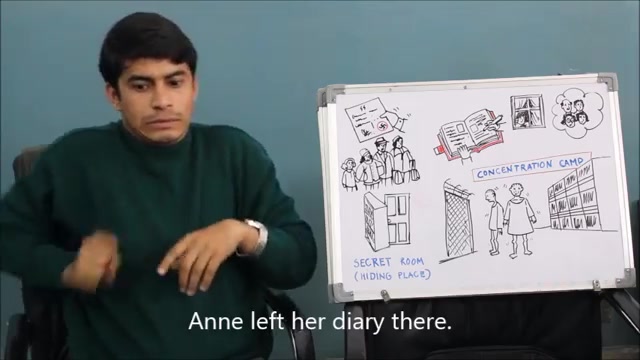 CONCENTRATION CAMP
SECRET ROOM
(HIDING PLACE)
Anne left her diary there.